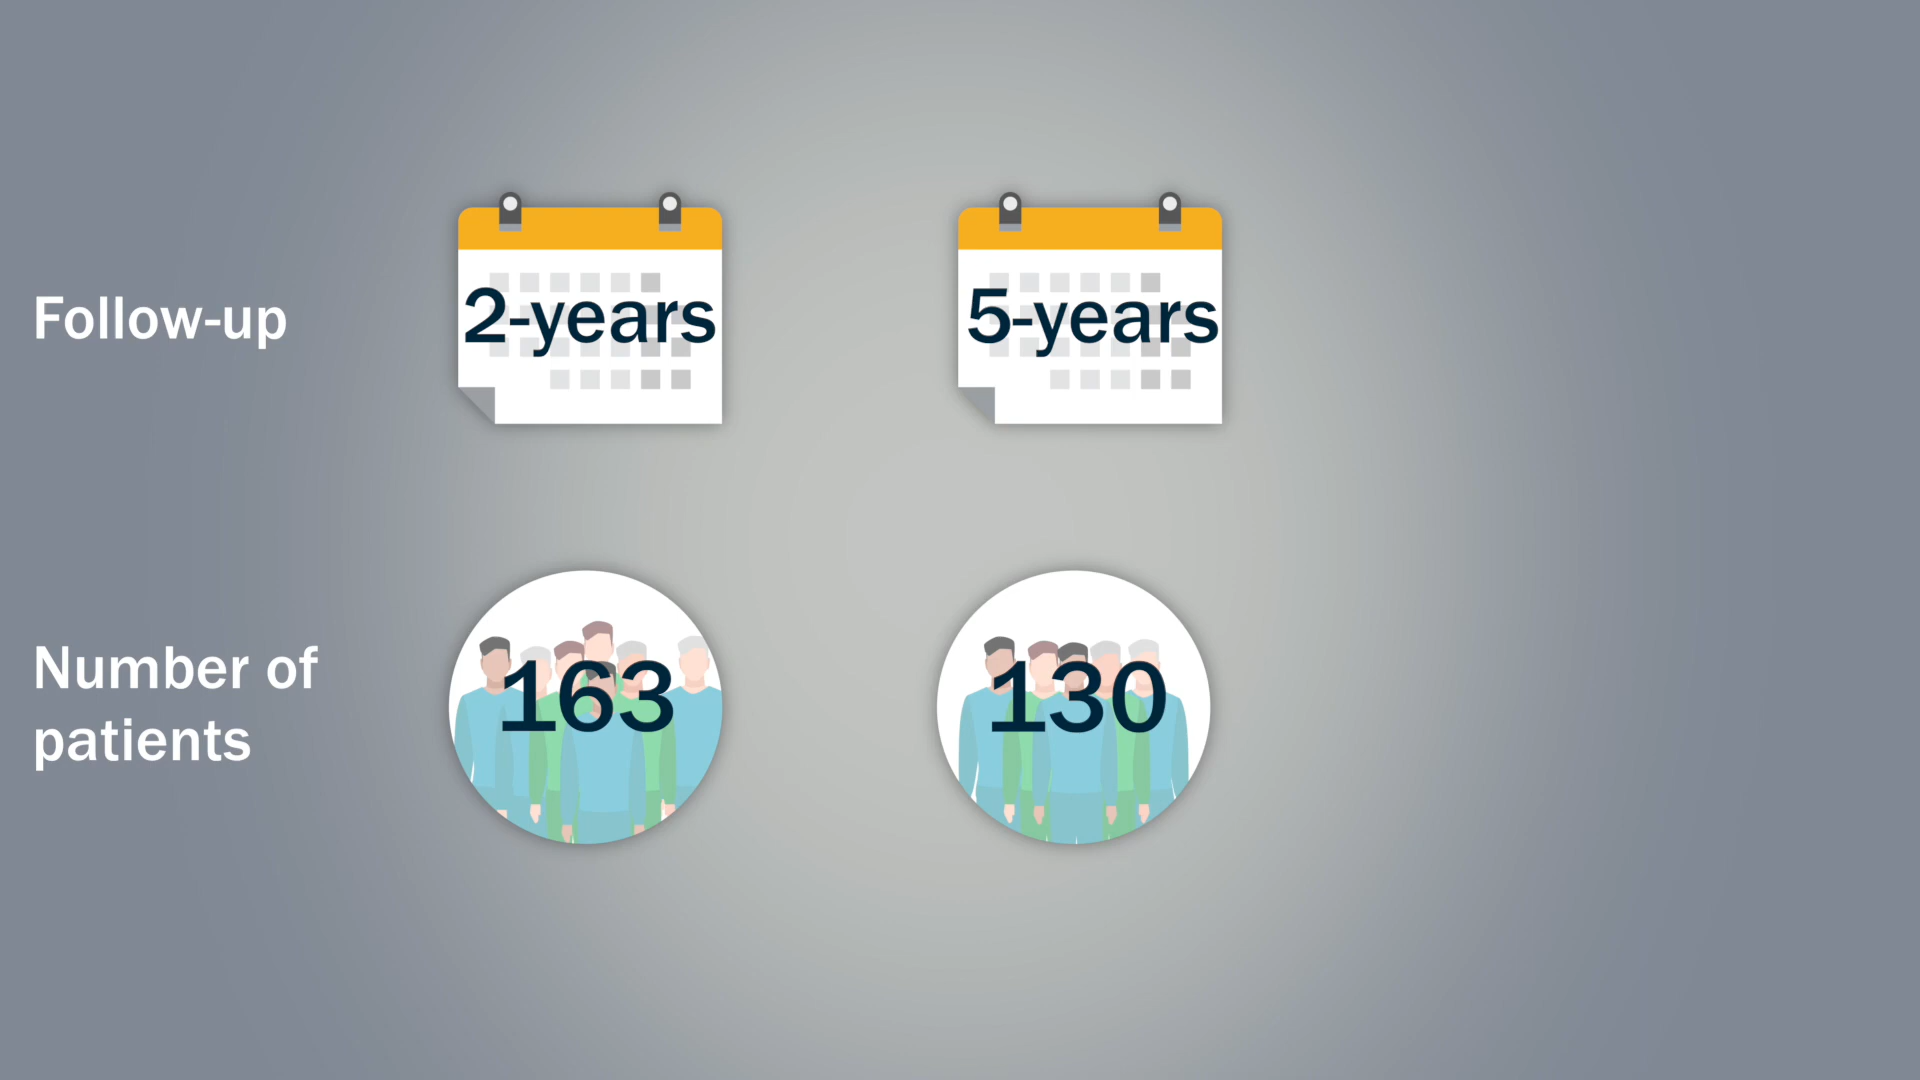 Follow-up
2-years
5-years
Number of
patients
163
130